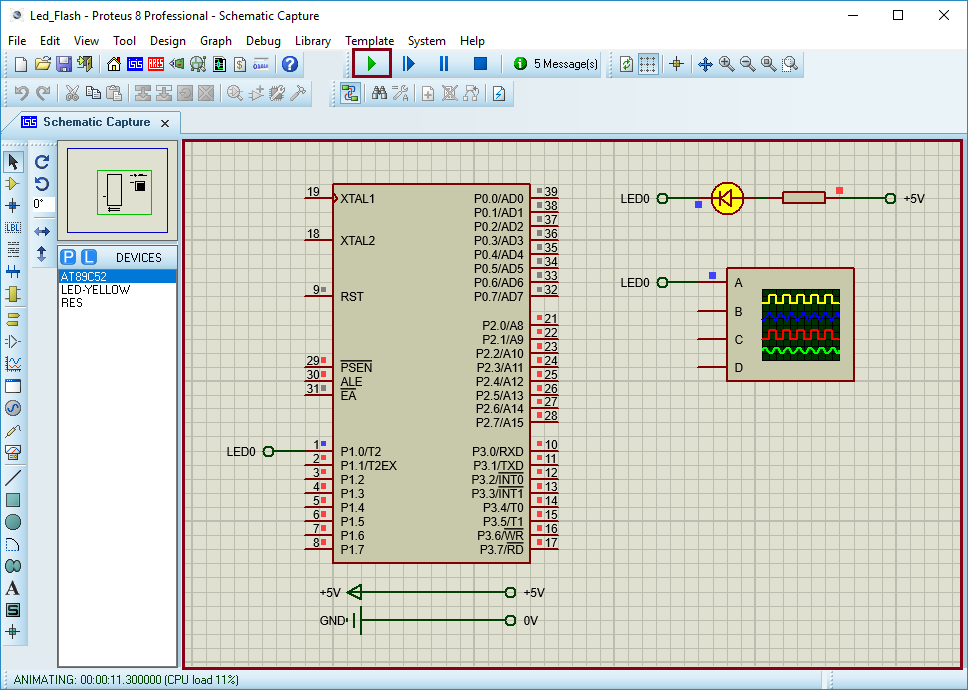 Led_Flash - Proteus 8 Professional - Schematic Capture
File Edit View Tool Design Graph Debug Library Template System Help
5 Message(s)
Schematic Capture
0°
LBL
P L DEVICES
AT89C52
LED-YELLOW
RES
A
S
19 XTAL1
18 XTAL2
9 RST
29 PSEN
30 ALE
31 EA
LED0
1 P1.0/T2
2 P1.1/T2EX
3 P1.2
4 P1.3
5 P1.4
6 P1.5
7 P1.6
8 P1.7
P0.0/AD0 39
P0.1/AD1 38
P0.2/AD2 37
P0.3/AD3 36
P0.4/AD4 35
P0.5/AD5 34
P0.6/AD6 33
P0.7/AD7 32
P2.0/A8 21
P2.1/A9 22
P2.2/A10 23
P2.3/A11 24
P2.4/A12 25
P2.5/A13 26
P2.6/A14 27
P2.7/A15 28
P3.0/RXD 10
P3.1/TXD 11
P3.2/INT0 12
P3.3/INT1 13
P3.4/T0 14
P3.5/T1 15
P3.6/WR 16
P3.7/RD 17
LED0 +5V
LED0
A
B
C
D
+5V +5V
GND 0V
ANIMATING: 00:00:11.300000 (CPU load 11%)